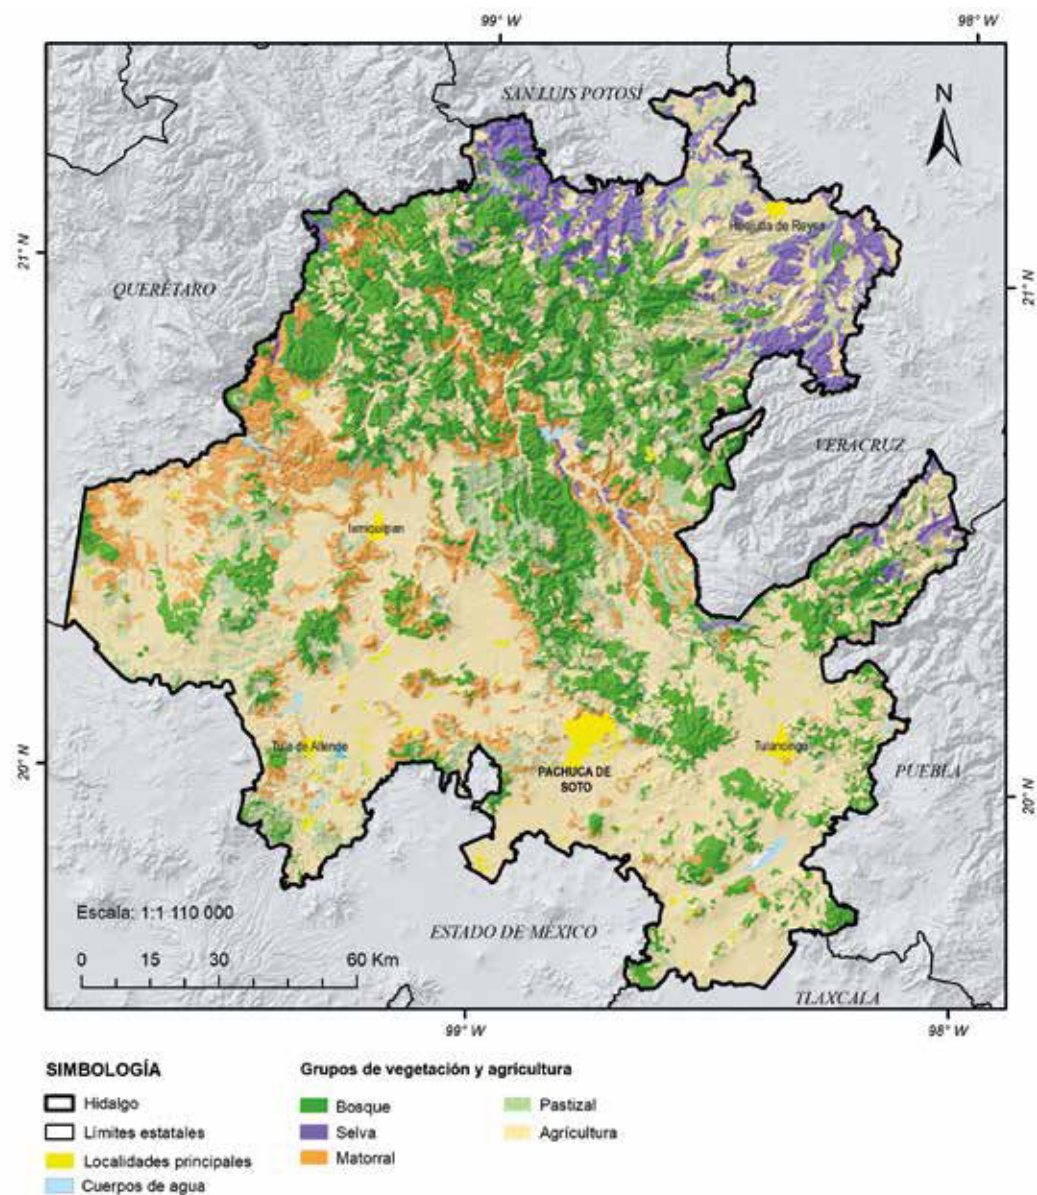 99° W
98° W
SAN LUIS POTOSÍ
N
Huejutla de Reyes
21° N
21° N
QUERÉTARO
VERACRUZ
Ixmiquilpan
Tula de Allende
Tulancingo
20° N
PACHUCA DE
SOTO
PUEBLA
20° N
Escala: 1:1 110 000
ESTADO DE MÉXICO
0 15 30 60 Km
TLAXCALA
99° W
98° W
SIMBOLOGÍA
Hidalgo
Límites estatales
Localidades principales
Cuerpos de agua
Grupos de vegetación y agricultura
Bosque
Selva
Matorral
Pastizal
Agrícultura